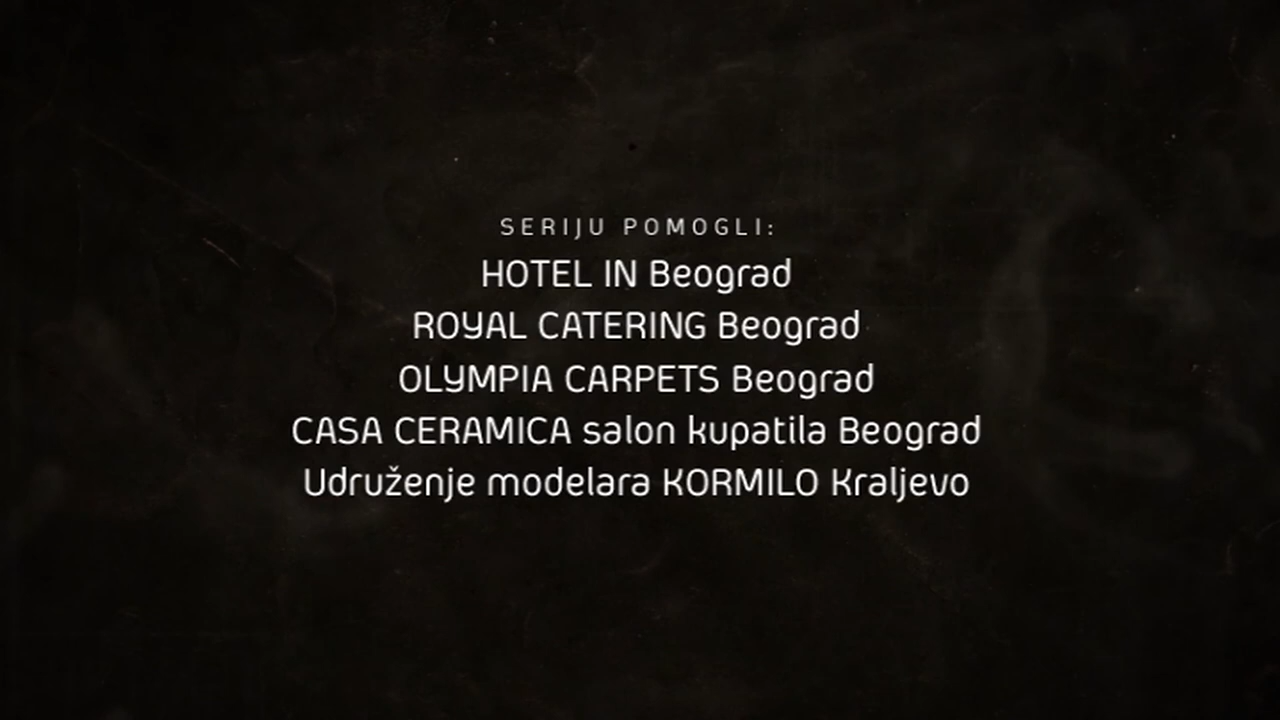 SERIJU POMOGLI:
HOTEL IN Beograd
ROYAL CATERING Beograd
OLYMPIA CARPETS Beograd
CASA CERAMICA salon kupatila Beograd
Udruženje modelara KORMILO Kraljevo